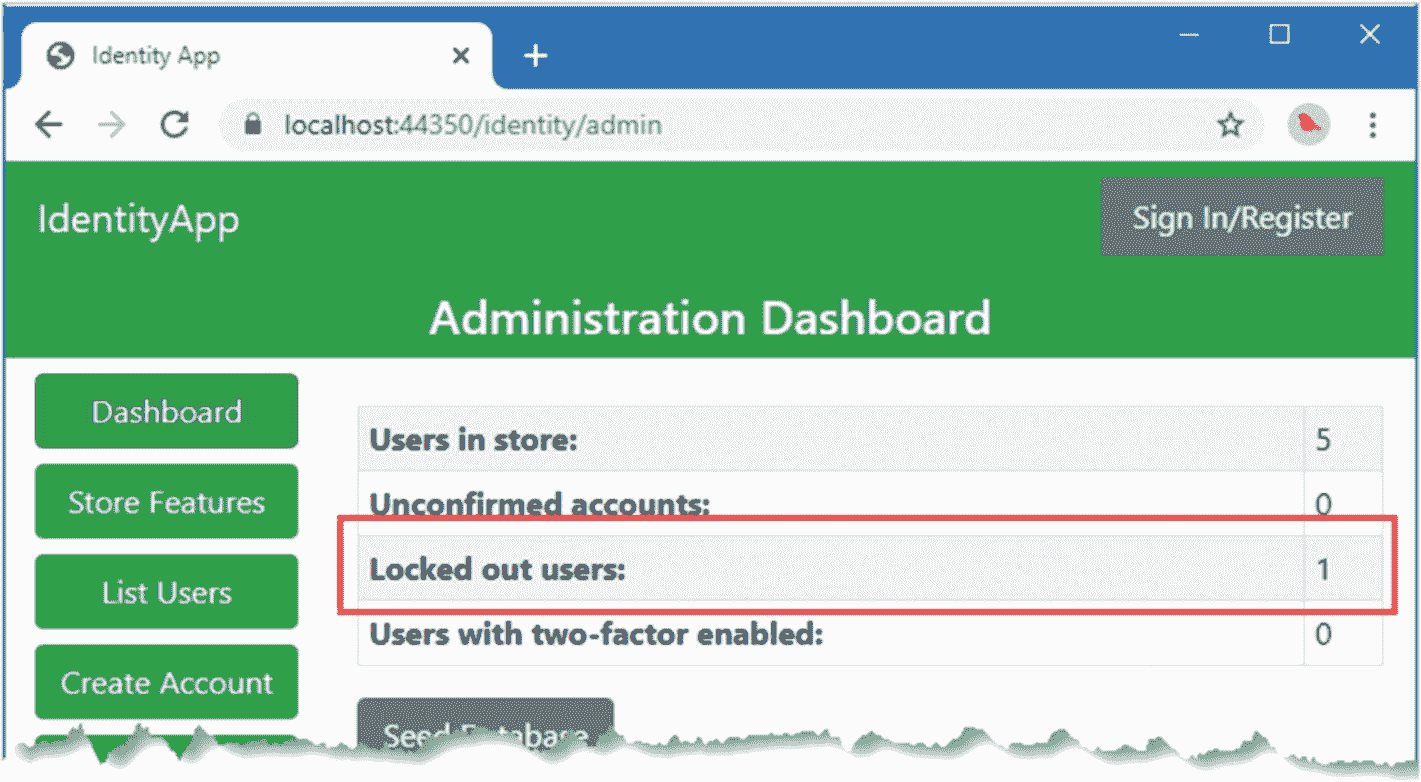 Identity App
localhost:44350/identity/admin
IdentityApp
Sign In/Register
Administration Dashboard
Dashboard
Store Features
List Users
Create Account
Users in store: 5
Unconfirmed accounts: 0
Locked out users: 1
Users with two-factor enabled: 0
Seed Database